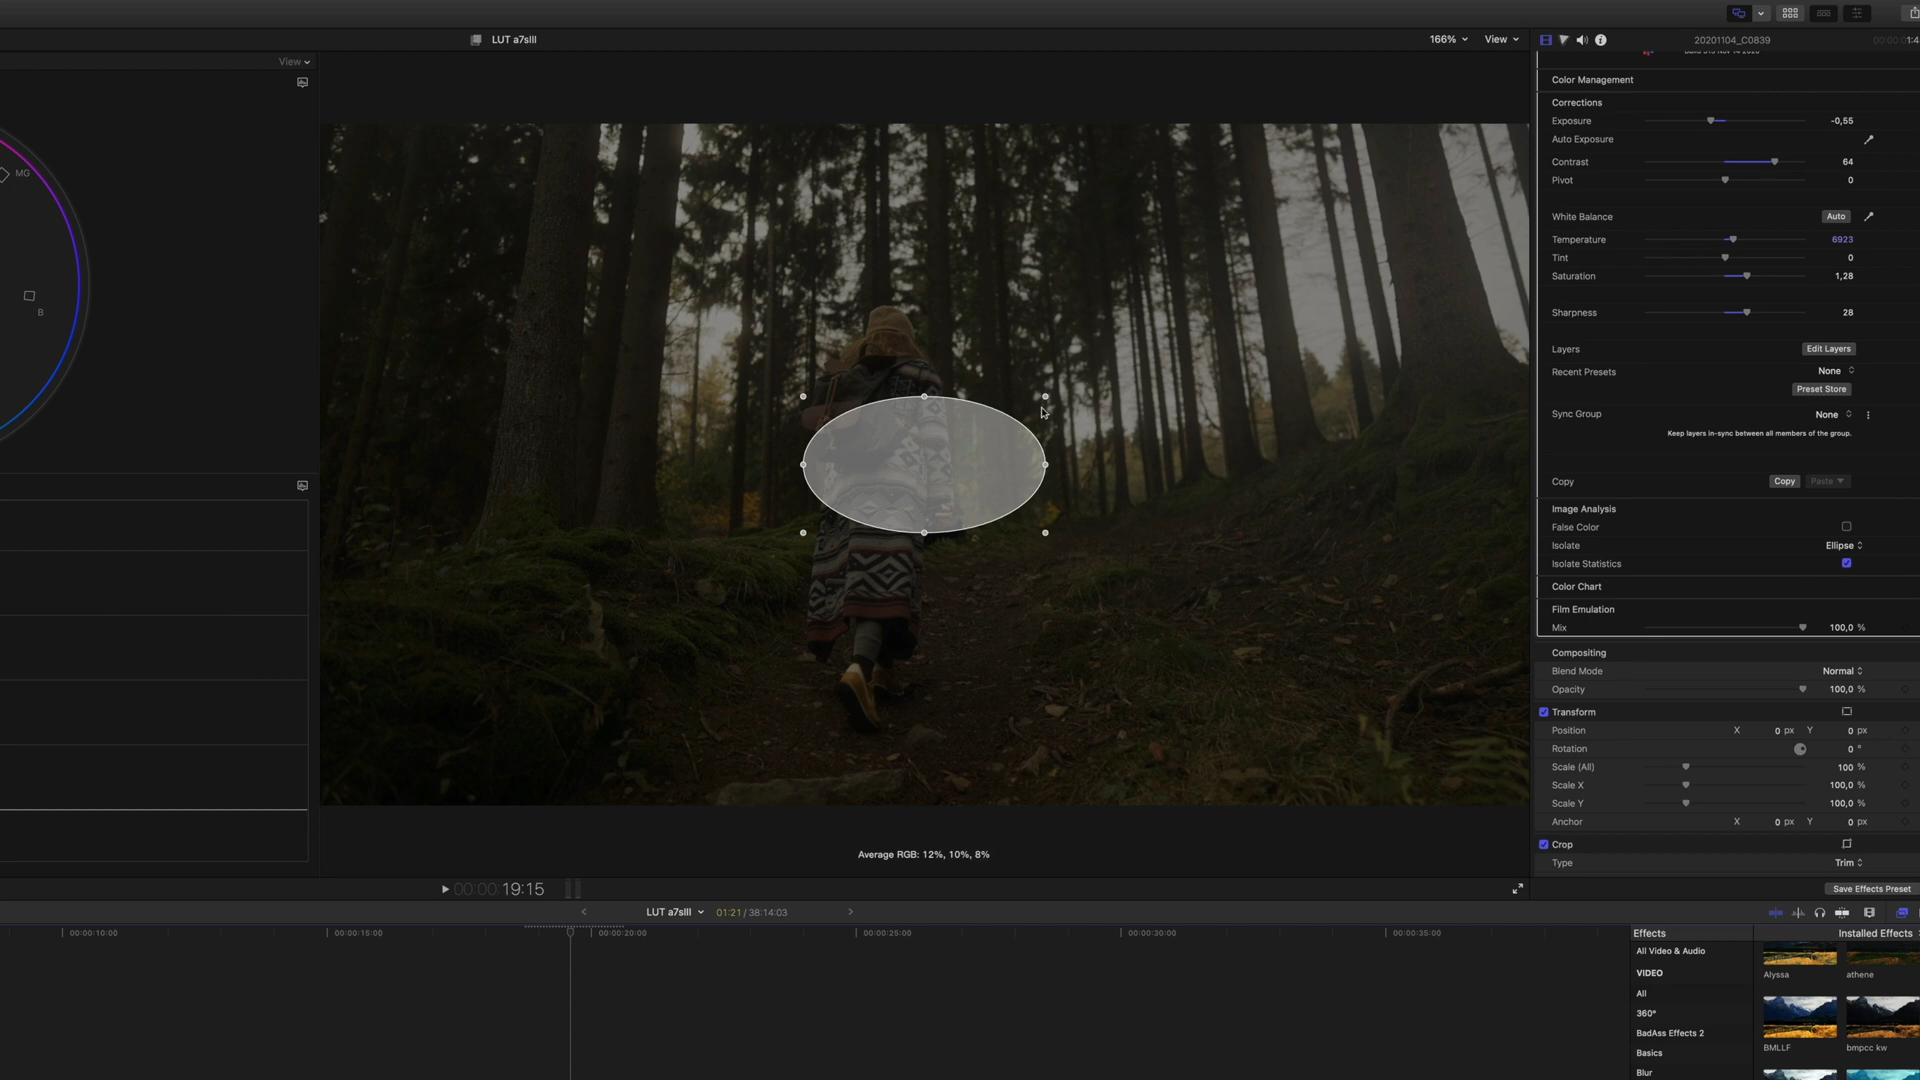 LUT a7sIII
166%
View
20201104_C0839
View
Color Management
Corrections
Exposure -0,55
Auto Exposure
Contrast 64
Pivot 0
White Balance Auto
Temperature 6923
Tint 0
Saturation 1,28
Sharpness 28
Layers Edit Layers
Recent Presets None
Preset Store
Sync Group None
Keep layers in-sync between all members of the group.
Copy Copy Paste
Image Analysis
False Color
Isolate Ellipse
Isolate Statistics
Color Chart
Film Emulation
Mix 100,0 %
Compositing
Blend Mode Normal
Opacity 100,0 %
Transform
Position X 0 px Y 0 px
Rotation 0 °
Scale (All) 100 %
Scale X 100,0 %
Scale Y 100,0 %
Anchor X 0 px Y 0 px
Crop
Type Trim
Save Effects Preset
MG
B
Average RGB: 12%, 10%, 8%
00:00:19:15
LUT a7sIII 01:21 / 38:14:03
00:00:10:00 00:00:15:00 00:00:20:00 00:00:25:00 00:00:30:00 00:00:35:00
Effects Installed Effects
All Video & Audio
VIDEO
All
360°
BadAss Effects 2
Basics
Blur
Alyssa athene
BMLLF bmpcc kw